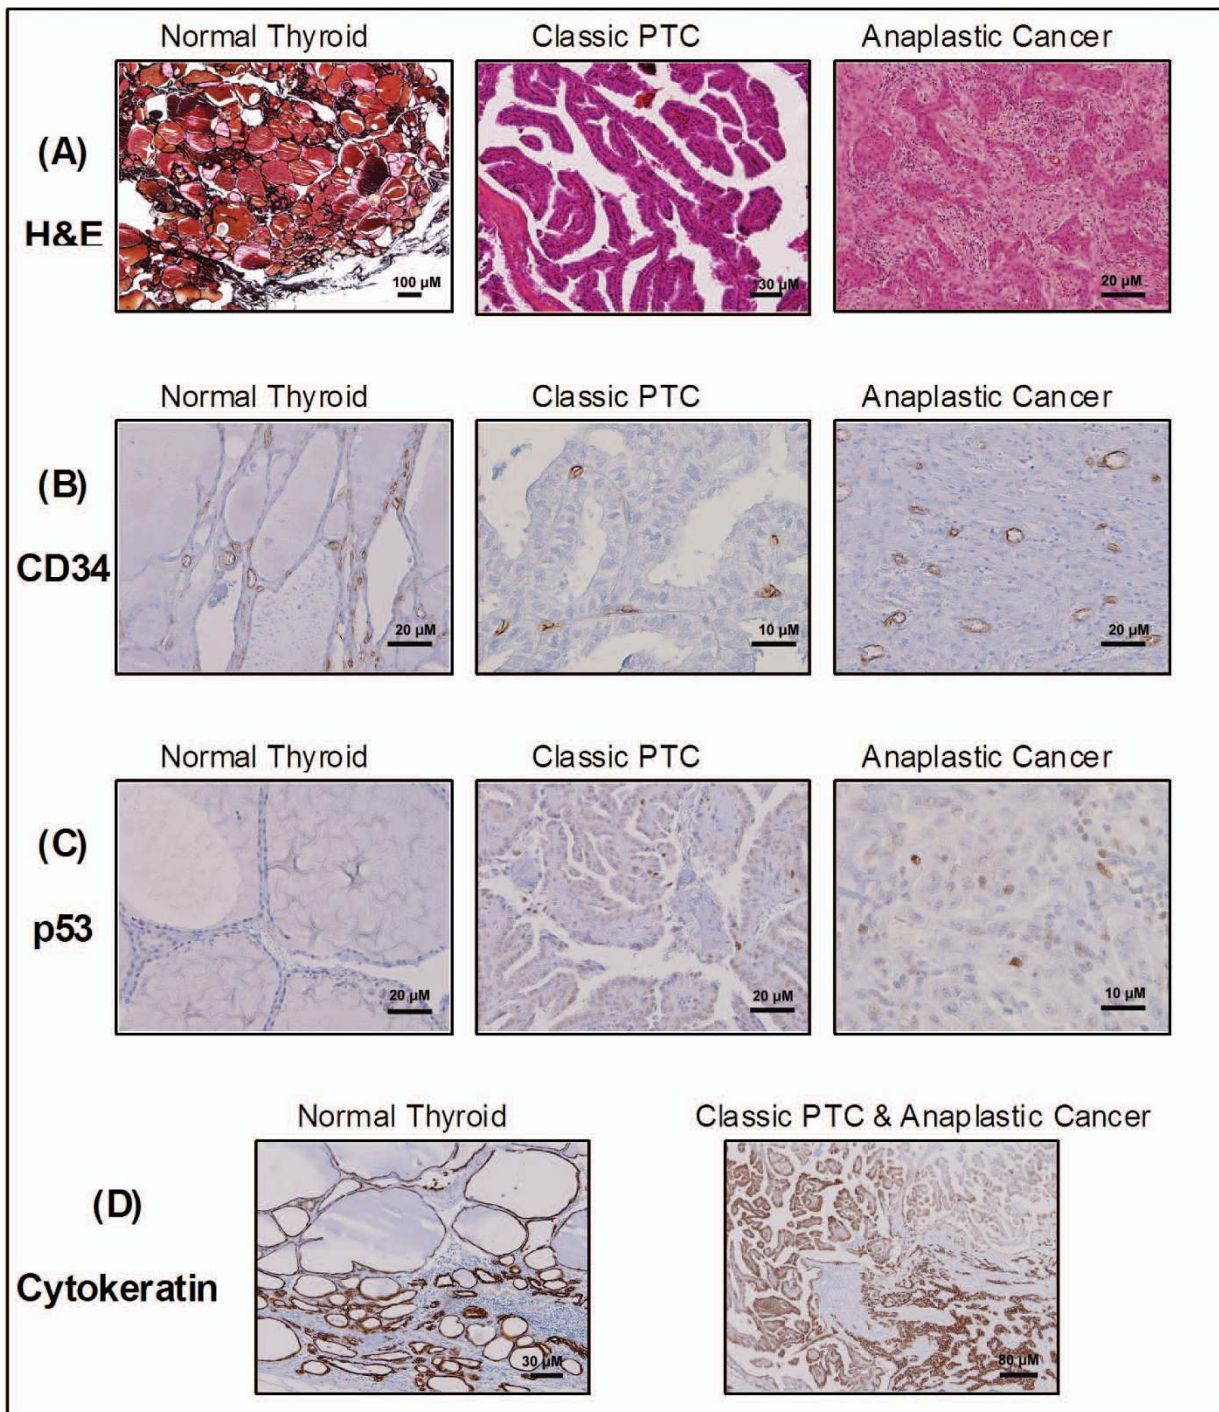 Normal Thyroid Classic PTC Anaplastic Cancer
(A)
H&E
100 µM 30 µM 20 µM
Normal Thyroid Classic PTC Anaplastic Cancer
(B)
CD34
20 µM 10 µM 20 µM
Normal Thyroid Classic PTC Anaplastic Cancer
(C)
p53
20 µM 20 µM 10 µM
Normal Thyroid Classic PTC & Anaplastic Cancer
(D)
Cytokeratin
30 µM 80 µM